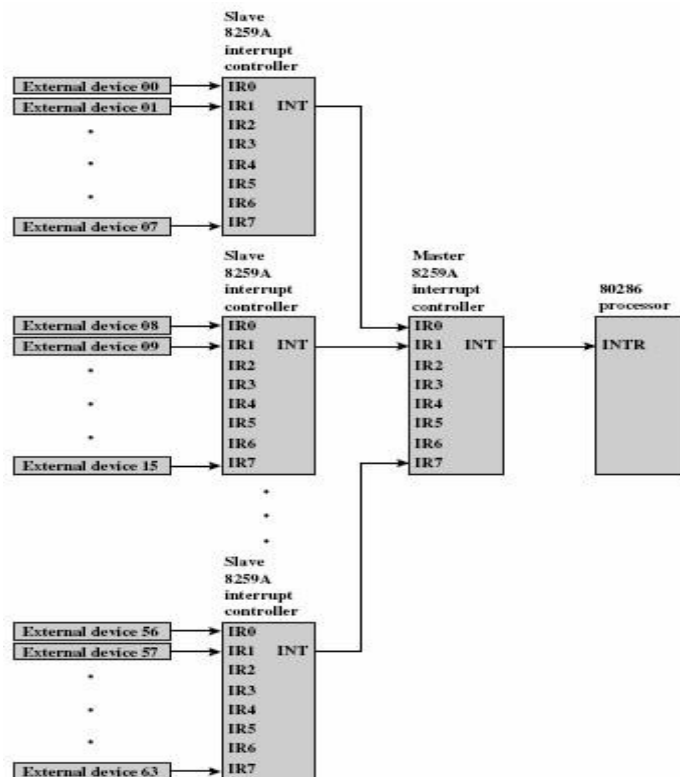 Slave
8259A
interrupt
controller
External device 00
External device 01
External device 07
IR0
IR1 INT
IR2
IR3
IR4
IR5
IR6
IR7
Slave
8259A
interrupt
controller
External device 08
External device 09
External device 15
IR0
IR1 INT
IR2
IR3
IR4
IR5
IR6
IR7
Master
8259A
interrupt
controller
IR0
IR1 INT
IR2
IR3
IR4
IR5
IR6
IR7
80286
processor
INTR
Slave
8259A
interrupt
controller
External device 56
External device 57
External device 63
IR0
IR1 INT
IR2
IR3
IR4
IR5
IR6
IR7